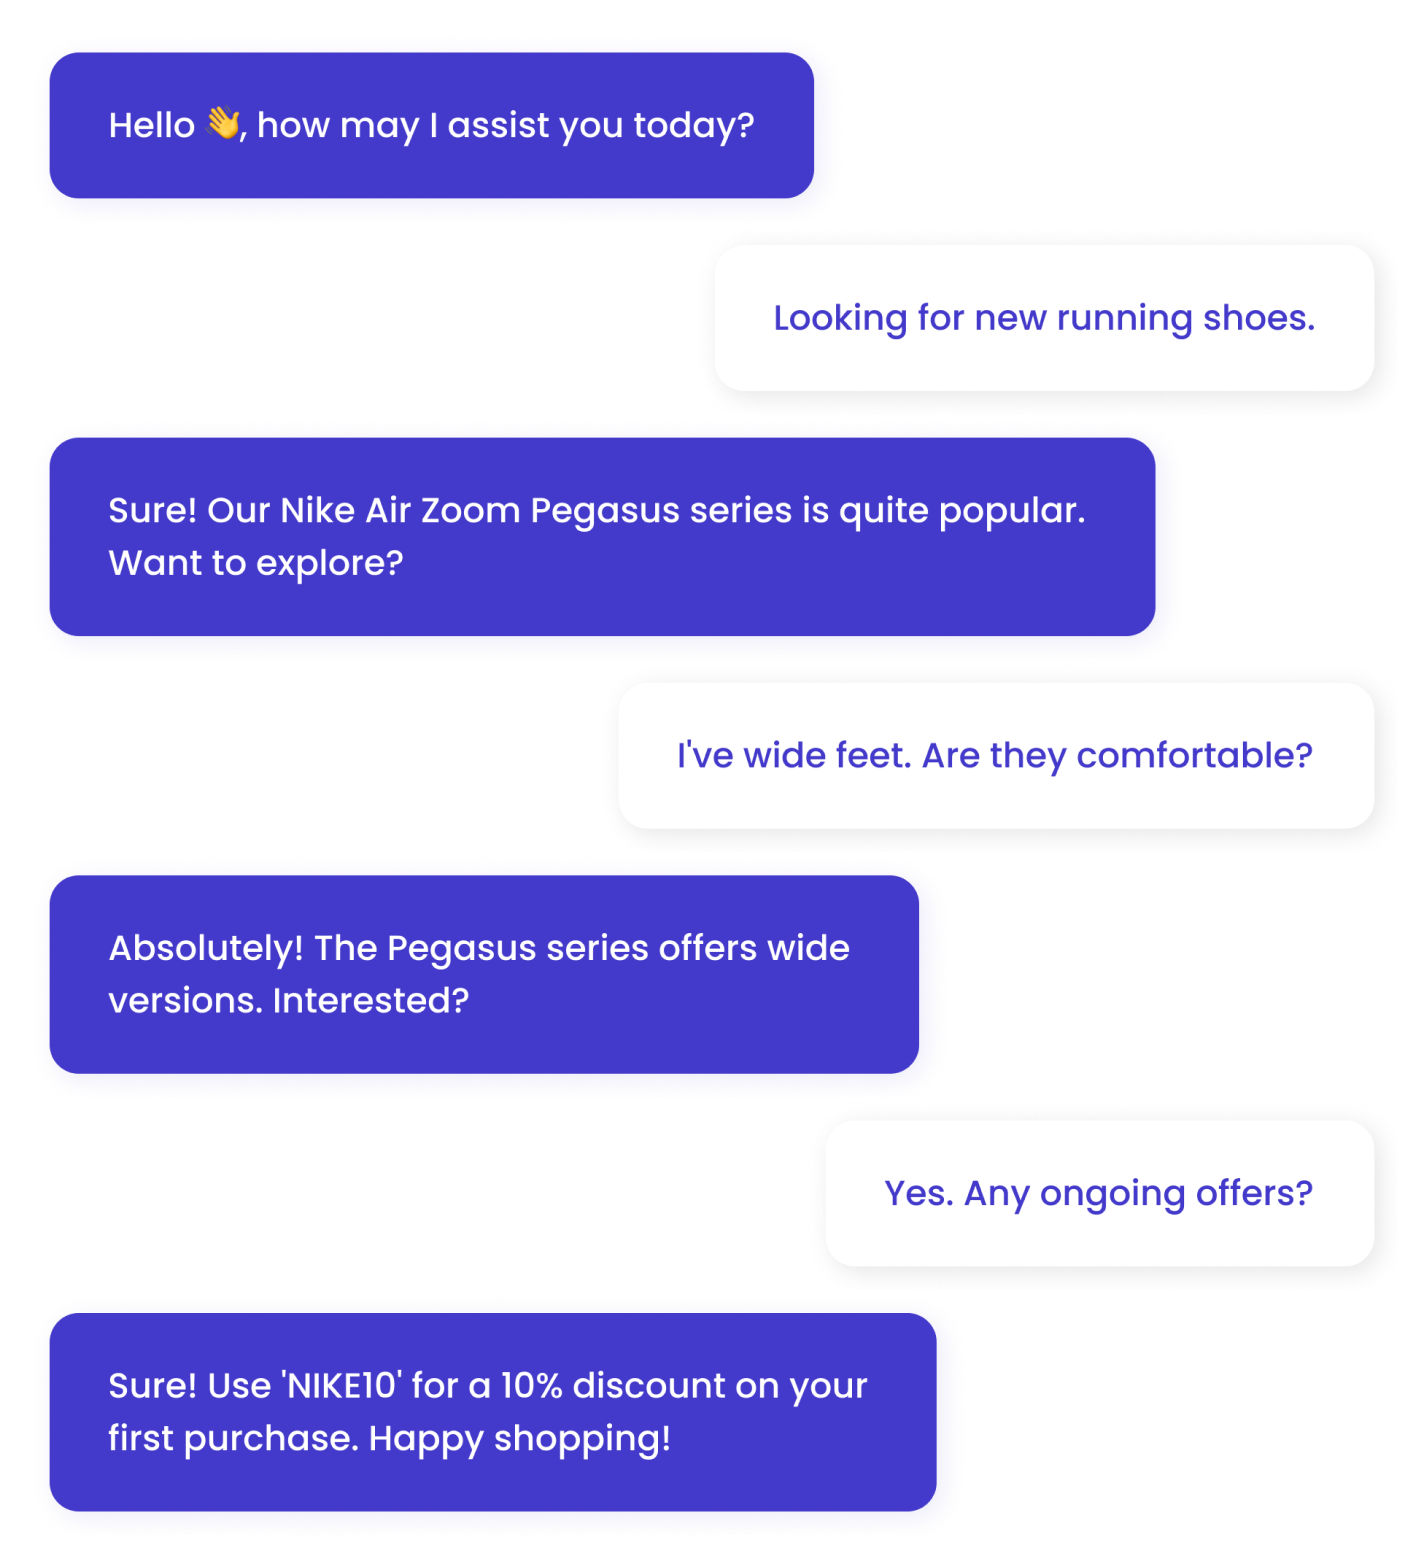 Hello 👋, how may I assist you today?
Looking for new running shoes.
Sure! Our Nike Air Zoom Pegasus series is quite popular.
Want to explore?
I've wide feet. Are they comfortable?
Absolutely! The Pegasus series offers wide
versions. Interested?
Yes. Any ongoing offers?
Sure! Use 'NIKE10' for a 10% discount on your
first purchase. Happy shopping!